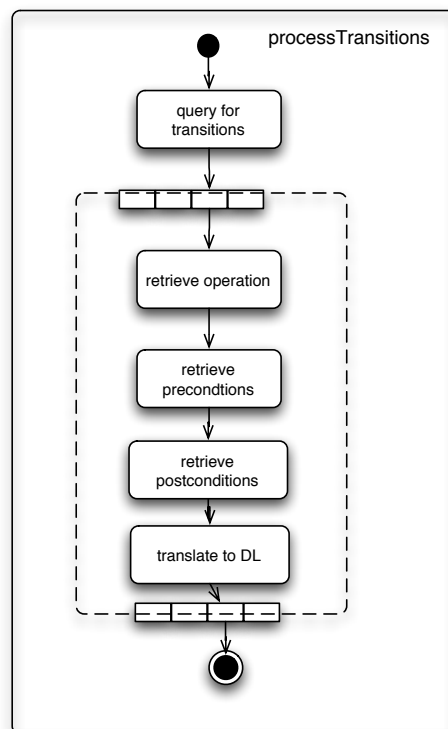 processTransitions
query for
transitions
retrieve operation
retrieve
precondtions
retrieve
postconditions
translate to DL